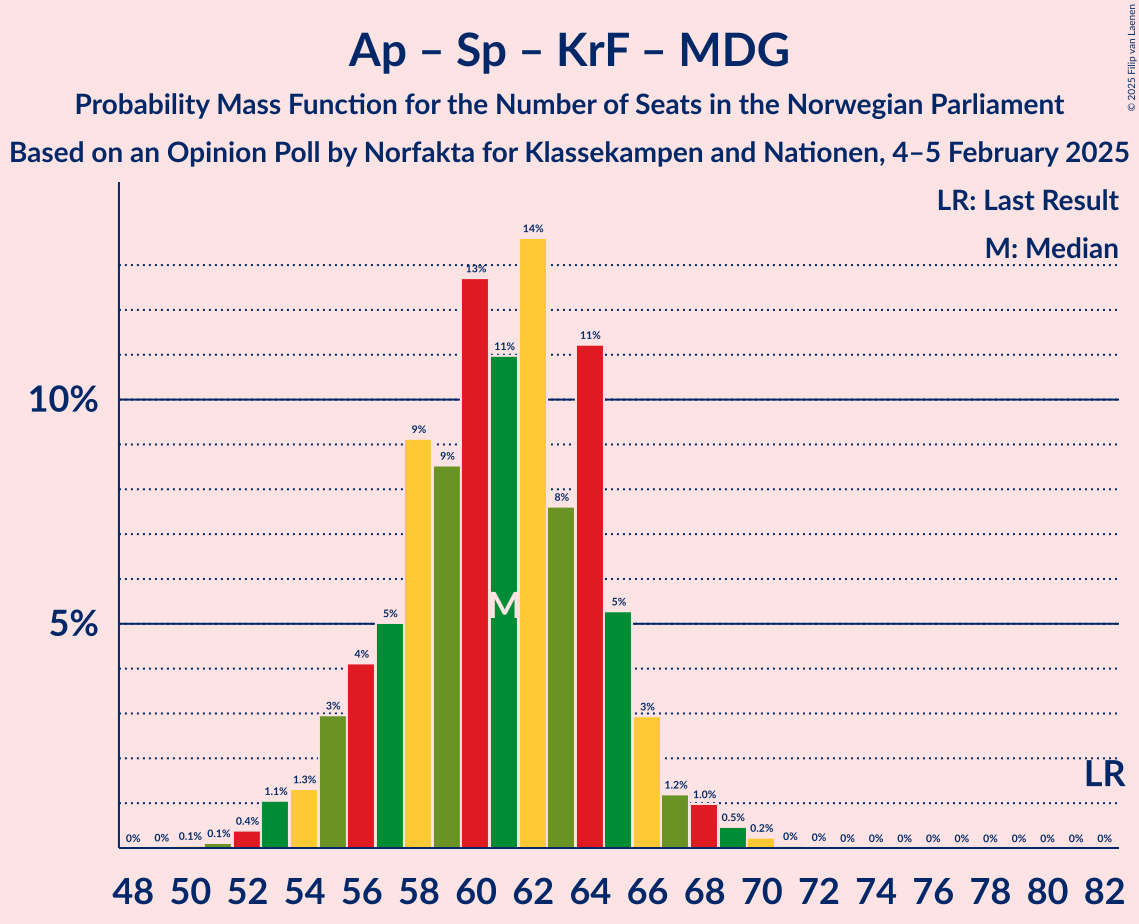 Ap – Sp – KrF – MDG
Probability Mass Function for the Number of Seats in the Norwegian Parliament
Based on an Opinion Poll by Norfakta for Klassekampen and Nationen, 4–5 February 2025
© 2025 Filip van Laenen
LR: Last Result
M: Median
10%
5%
0% 0% 0.1% 0.1% 0.4% 1.1% 1.3% 3% 4% 5% 9% 9% 13% 11% 14% 8% 11% 5% 3% 1.2% 1.0% 0.5% 0.2% 0% 0% 0% 0% 0% 0% 0% 0% 0% 0% 0% 0%
M
LR
48 50 52 54 56 58 60 62 64 66 68 70 72 74 76 78 80 82